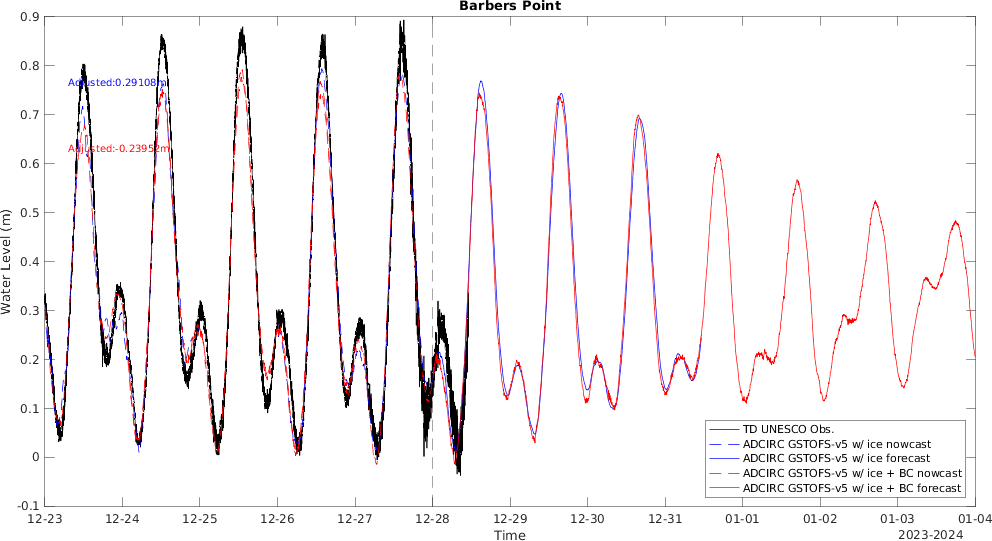 Barbers Point
0.9
0.8
0.7
0.6
0.5
0.4
0.3
0.2
0.1
0
-0.1
Water Level (m)
Adjusted:0.29108m
Adjusted:-0.23952m
TD UNESCO Obs.
ADCIRC GSTOFS-v5 w/ ice nowcast
ADCIRC GSTOFS-v5 w/ ice forecast
ADCIRC GSTOFS-v5 w/ ice + BC nowcast
ADCIRC GSTOFS-v5 w/ ice + BC forecast
12-23 12-24 12-25 12-26 12-27 12-28 12-29 12-30 12-31 01-01 01-02 01-03 01-04
Time
2023-2024